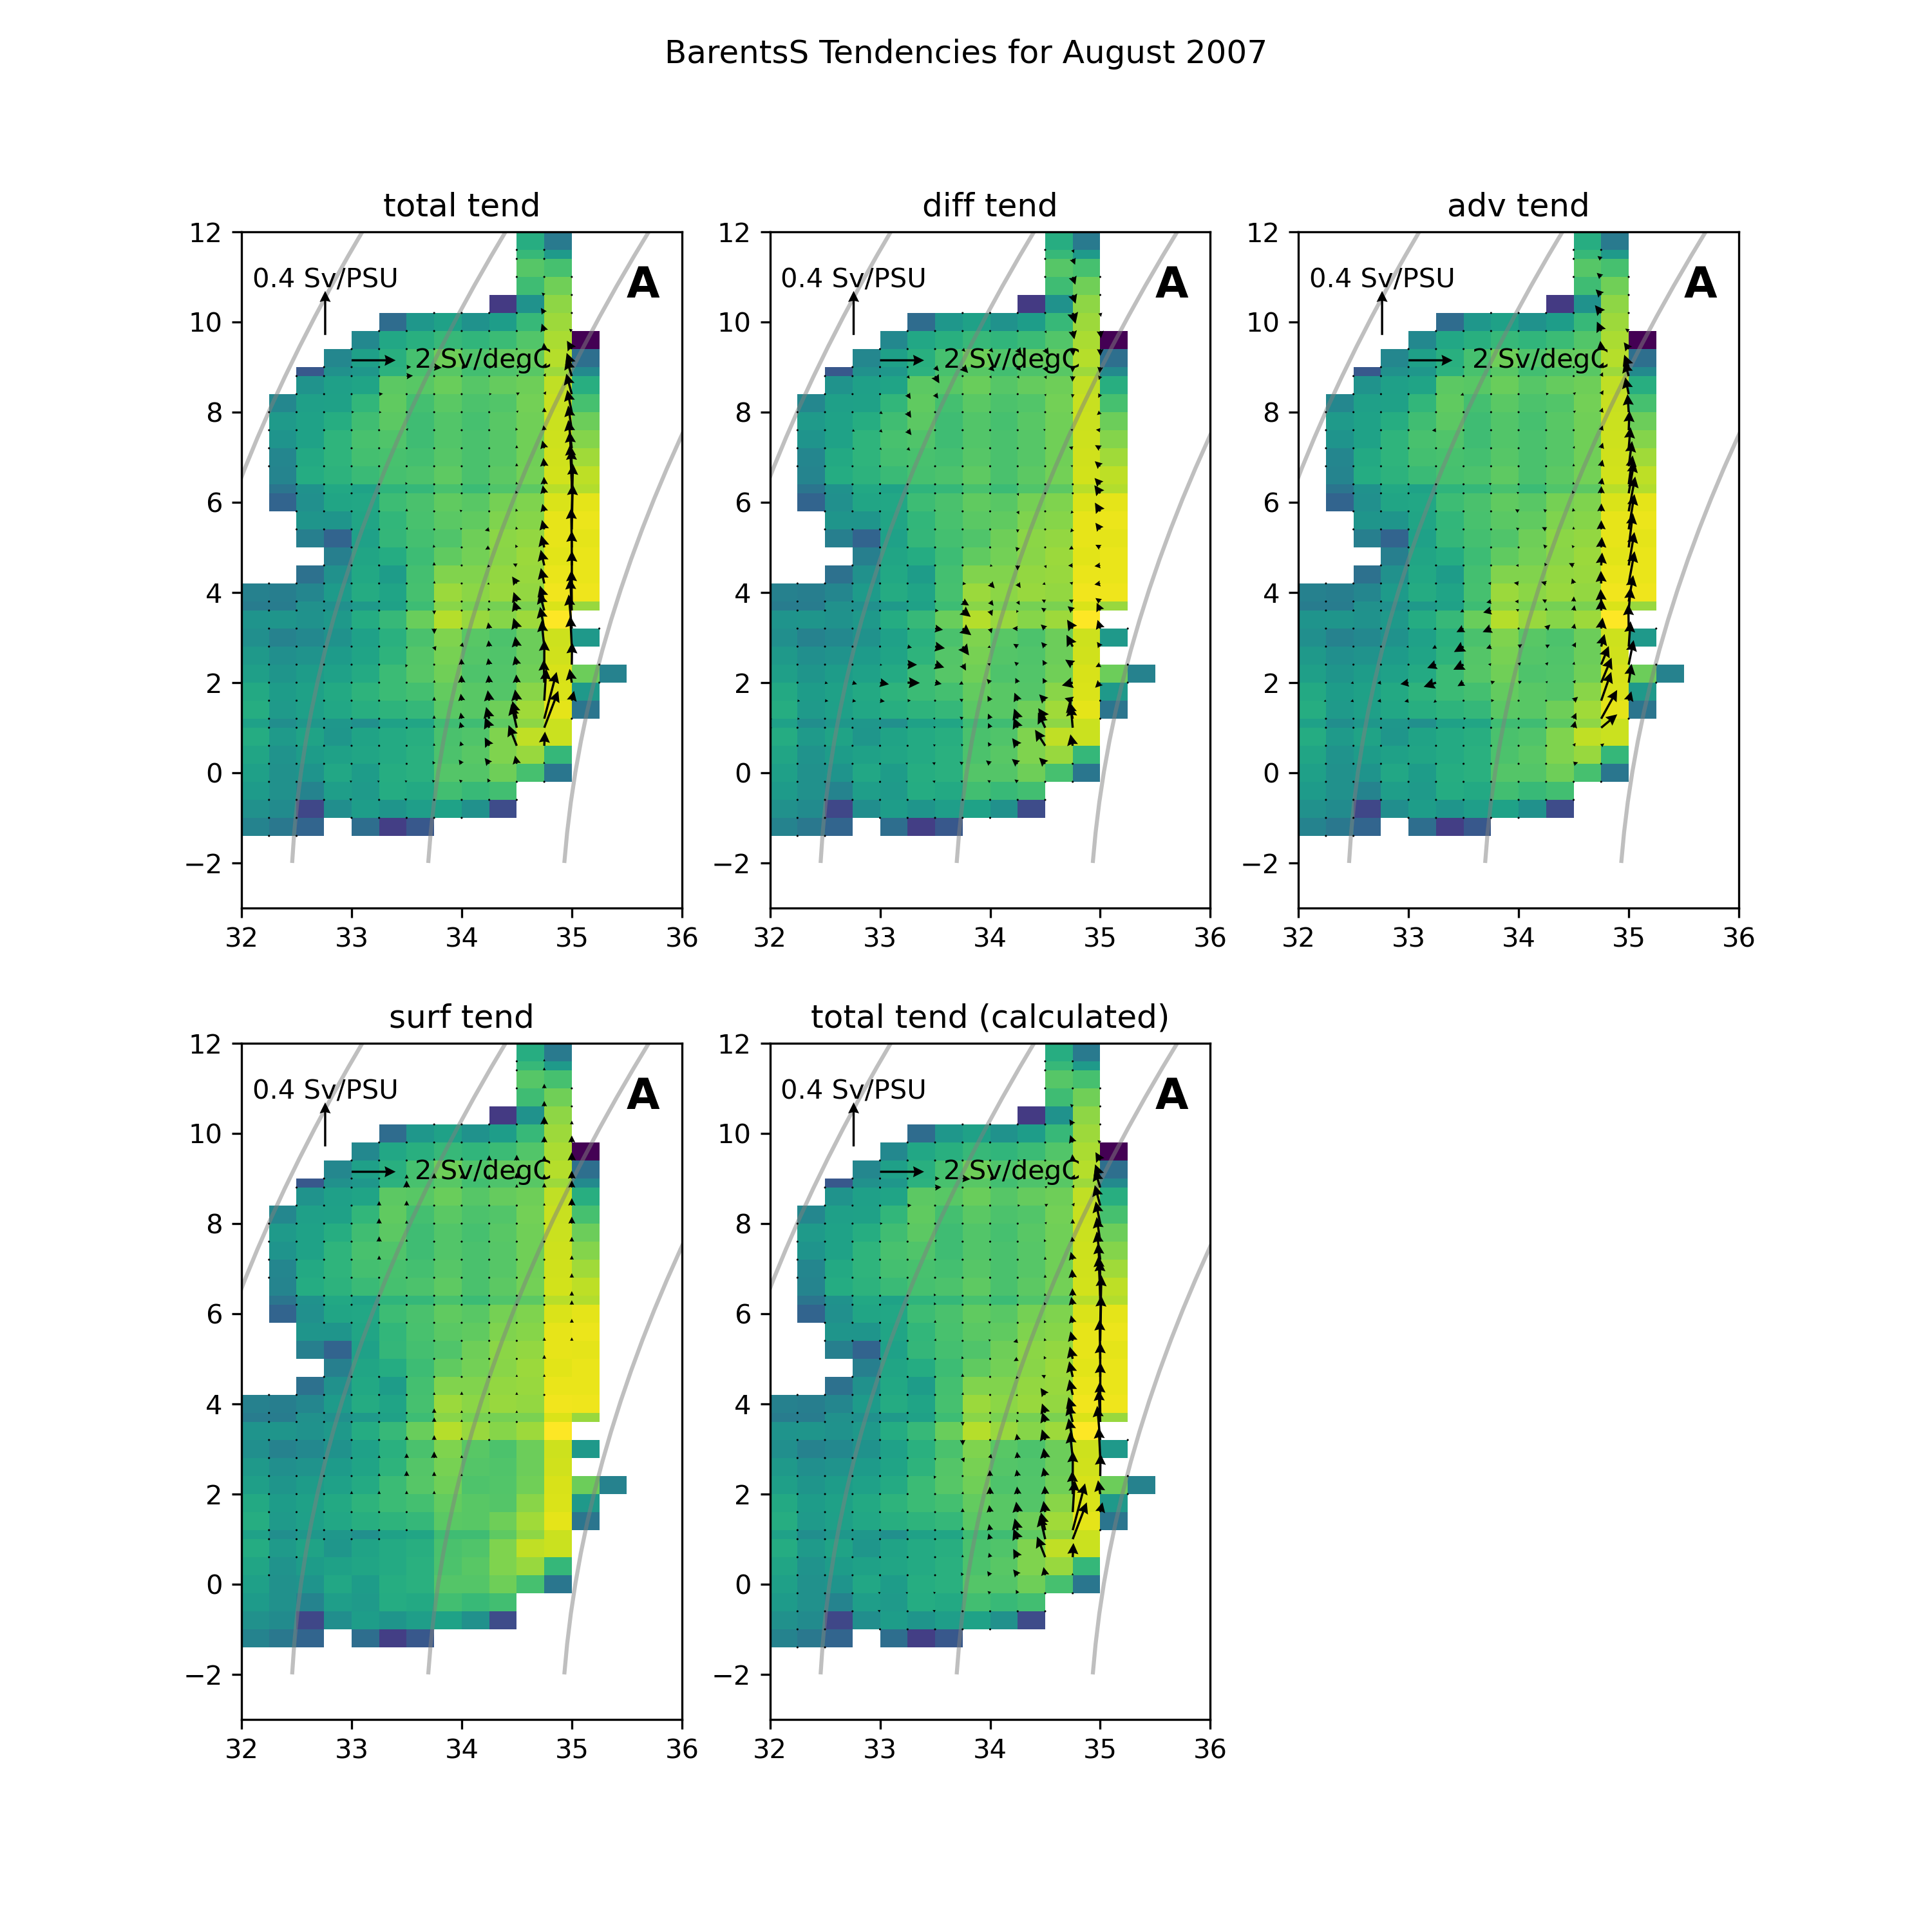 BarentsS Tendencies for August 2007
total tend
diff tend
adv tend
12
10
8
6
4
2
0
−2
32 33 34 35 36
0.4 Sv/PSU
2 Sv/degC
A
12
10
8
6
4
2
0
−2
32 33 34 35 36
0.4 Sv/PSU
2 Sv/degC
A
12
10
8
6
4
2
0
−2
32 33 34 35 36
0.4 Sv/PSU
2 Sv/degC
A
surf tend
total tend (calculated)
12
10
8
6
4
2
0
−2
32 33 34 35 36
0.4 Sv/PSU
2 Sv/degC
A
12
10
8
6
4
2
0
−2
32 33 34 35 36
0.4 Sv/PSU
2 Sv/degC
A